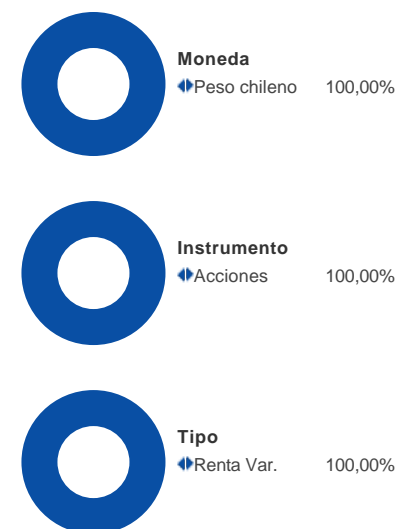 Moneda
Peso chileno 100,00%
Instrumento
Acciones 100,00%
Tipo
Renta Var. 100,00%